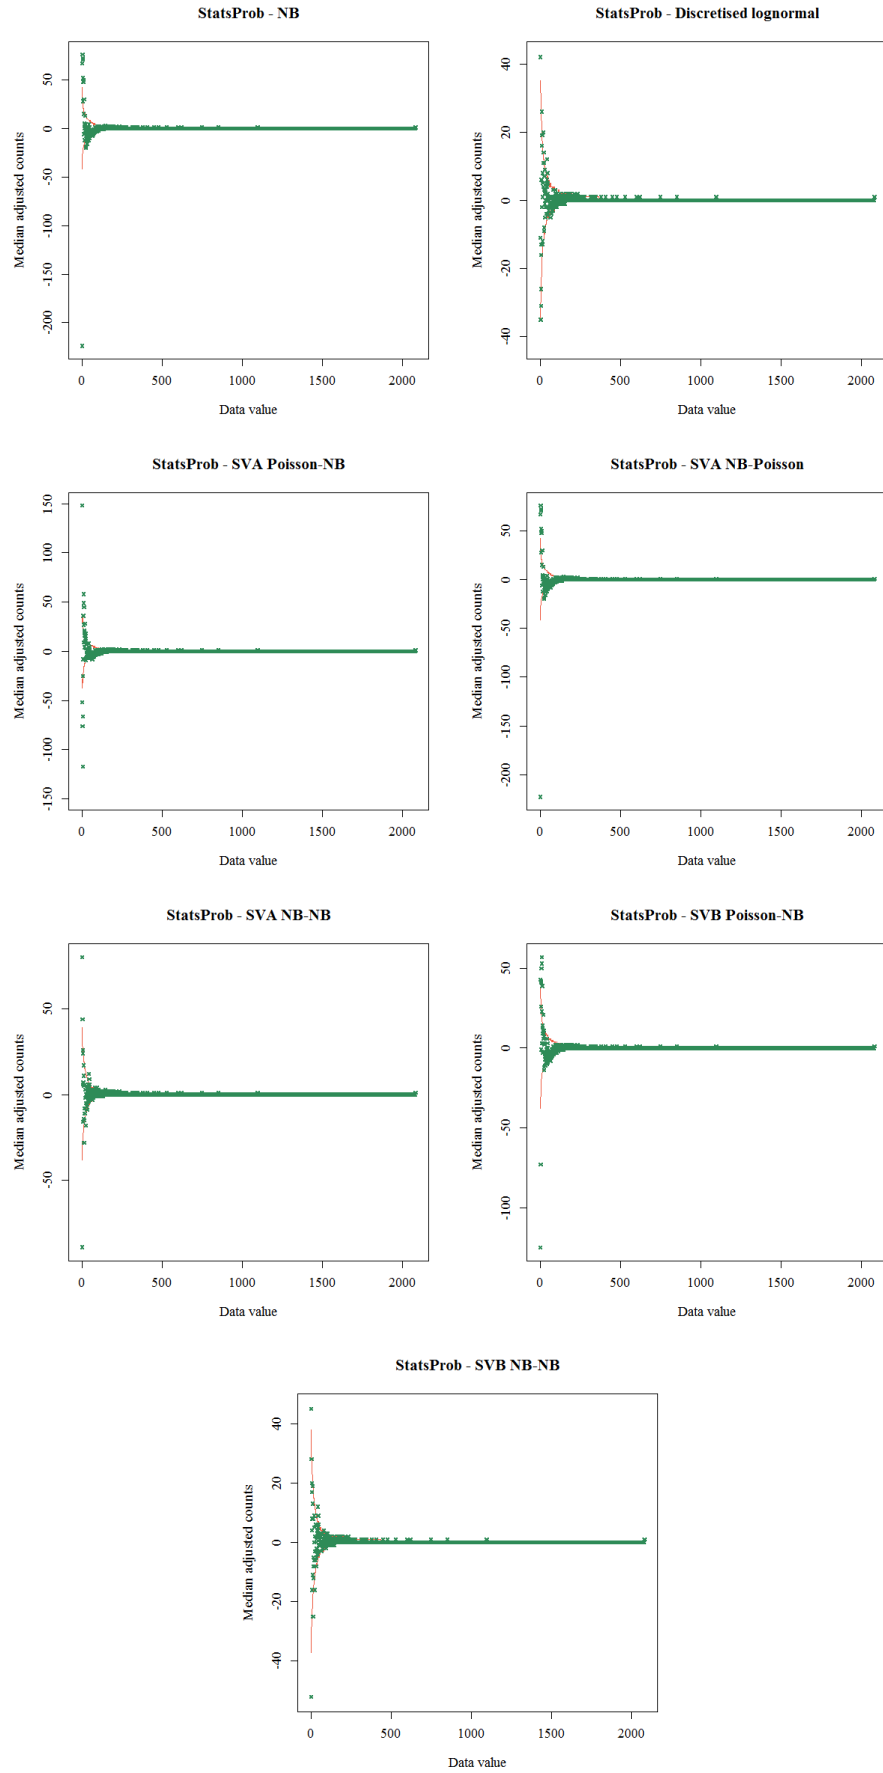 StatsProb - NB
Median adjusted counts
50
0
-50
-100
-150
-200
0 500 1000 1500 2000
Data value
StatsProb - Discretised lognormal
Median adjusted counts
40
20
0
-20
-40
0 500 1000 1500 2000
Data value
StatsProb - SVA Poisson-NB
Median adjusted counts
150
100
50
0
-50
-100
-150
0 500 1000 1500 2000
Data value
StatsProb - SVA NB-Poisson
Median adjusted counts
50
0
-50
-100
-150
-200
0 500 1000 1500 2000
Data value
StatsProb - SVA NB-NB
Median adjusted counts
50
0
-50
0 500 1000 1500 2000
Data value
StatsProb - SVB Poisson-NB
Median adjusted counts
50
0
-50
-100
0 500 1000 1500 2000
Data value
StatsProb - SVB NB-NB
Median adjusted counts
40
20
0
-20
-40
0 500 1000 1500 2000
Data value